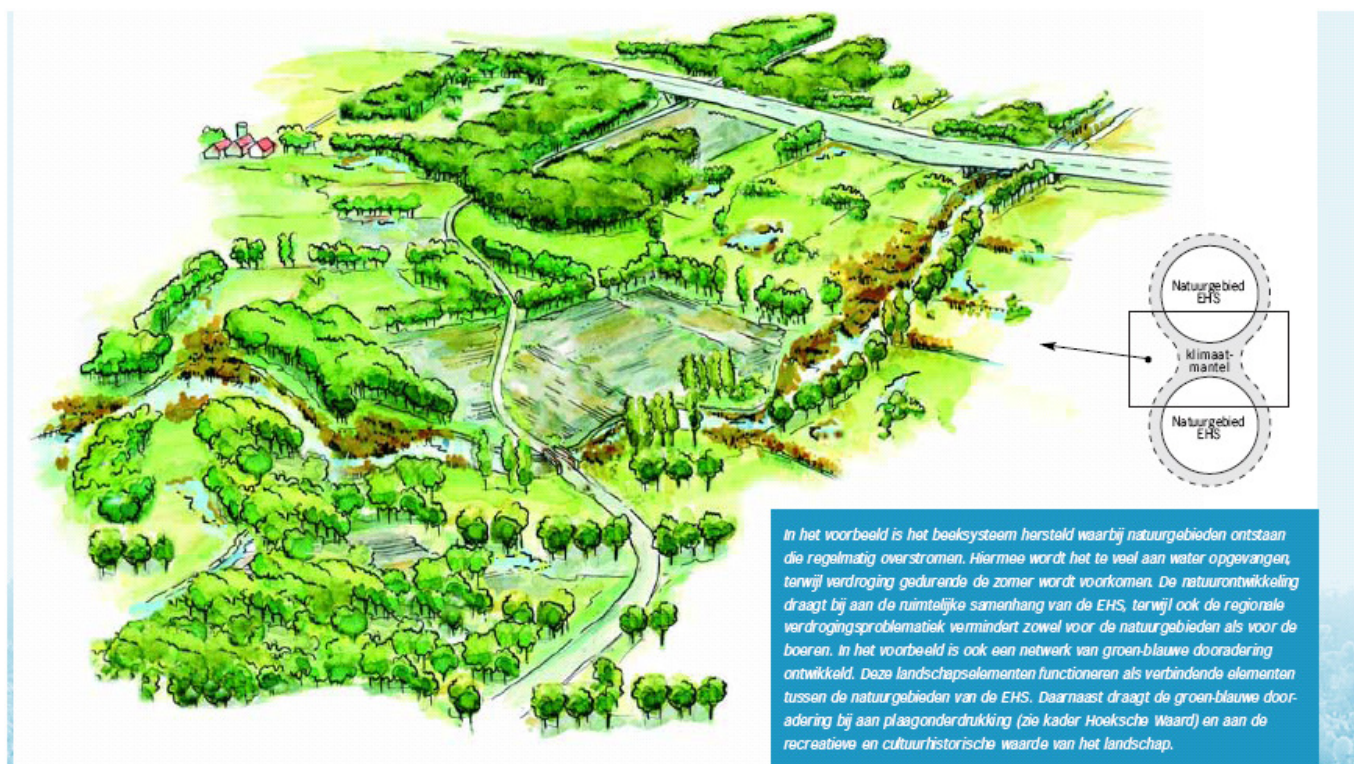 Natuurgebied
EHS
klimaat-
mantel
Natuurgebied
EHS
In het voorbeeld is het beeksysteem hersteld waarbij natuurgebieden ontstaan
die regelmatig overstromen. Hiermee wordt het te veel aan water opgevangen,
terwijl verdroging gedurende de zomer wordt voorkomen. De natuurontwikkeling
draagt bij aan de ruimtelijke samenhang van de EHS, terwijl ook de regionale
verdrogingsproblematiek vermindert zowel voor de natuurgebieden als voor de
boeren. In het voorbeeld is ook een netwerk van groen-blauwe dooradering
ontwikkeld. Deze landschapselementen functioneren als verbindende elementen
tussen de natuurgebieden van de EHS. Daarnaast draagt de groen-blauwe door-
adering bij aan plaagonderdrukking (zie kader Hoeksche Waard) en aan de
recreatieve en cultuurhistorische waarde van het landschap.